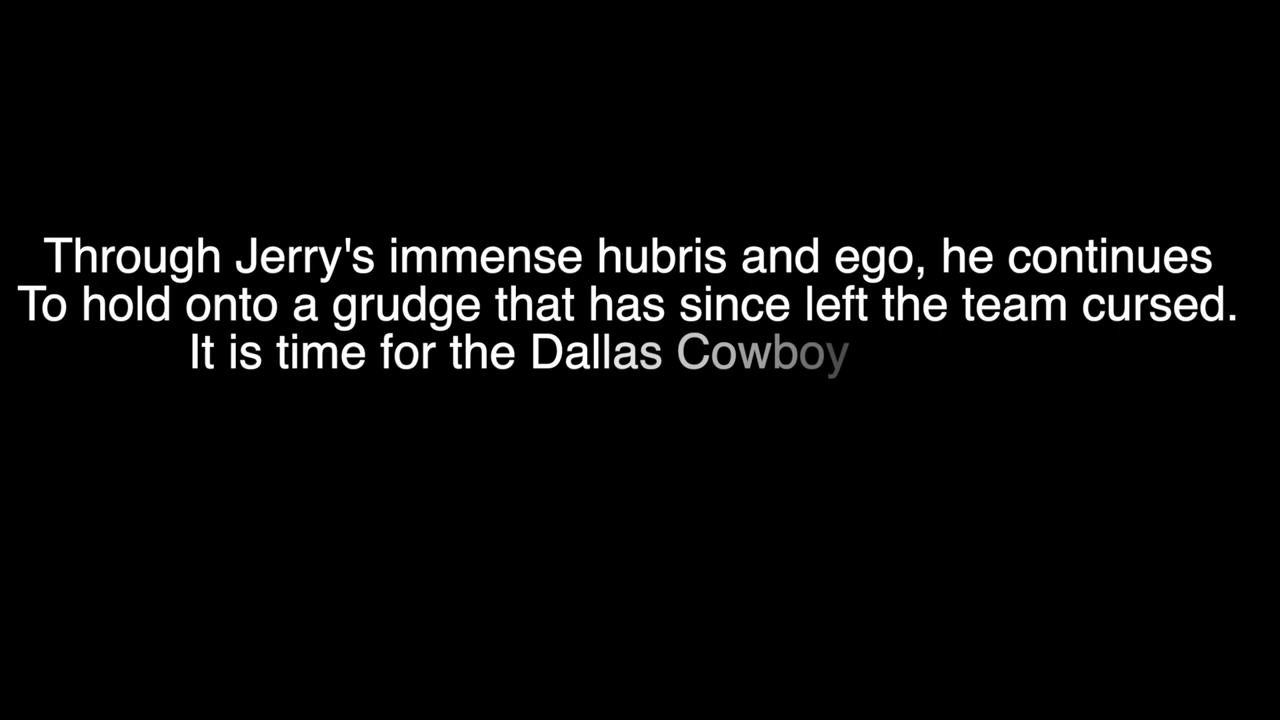 Through Jerry's immense hubris and ego, he continues
To hold onto a grudge that has since left the team cursed.
It is time for the Dallas Cowboy